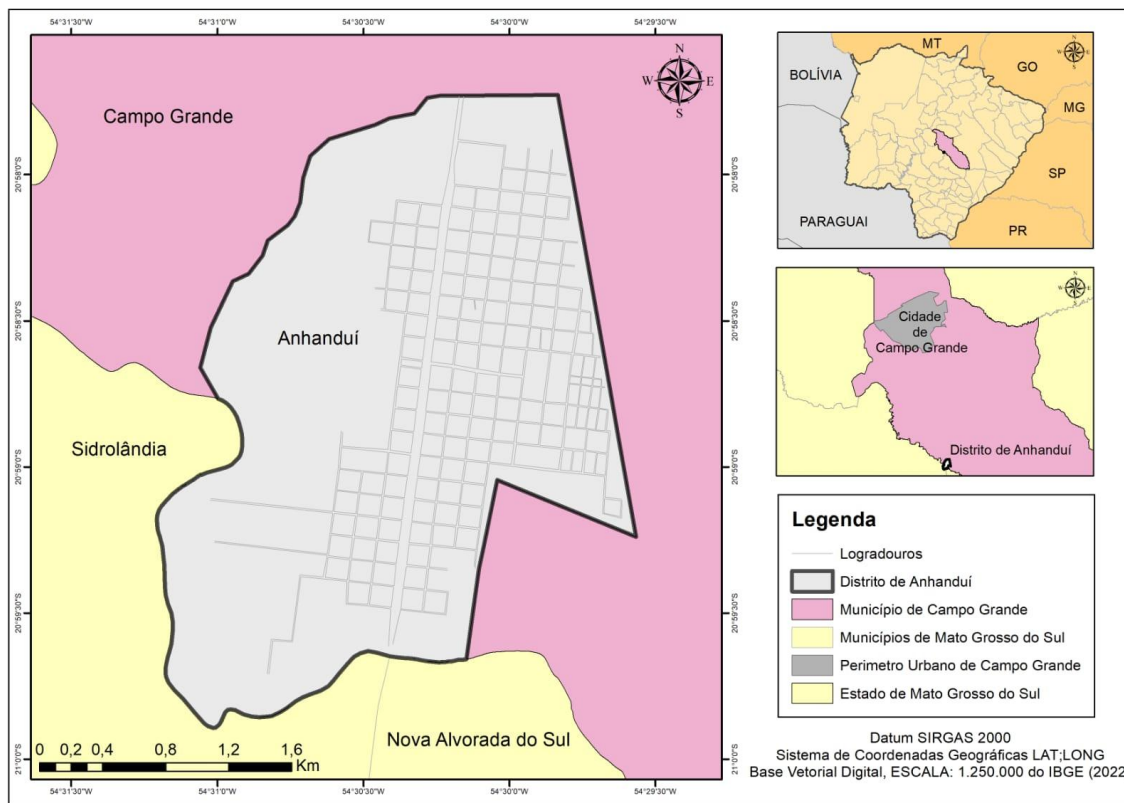 54°31'30"W
54°31'0"W
54°30'30"W
54°30'0"W
54°29'30"W
20°58'0"S
20°58'30"S
20°59'0"S
20°59'30"S
21°0'0"S
Campo Grande
N
W
E
S
Anhanduí
Sidrolândia
Nova Alvorada do Sul
0 0,2 0,4 0,8 1,2 1,6
Km
54°31'30"W
54°31'0"W
54°30'30"W
54°30'0"W
54°29'30"W
20°58'0"S
20°58'30"S
20°59'0"S
20°59'30"S
21°0'0"S
MT
GO
BOLÍVIA
MG
SP
PARAGUAI
PR
N
W
E
S
Cidade
de
Campo Grande
Distrito de Anhanduí
N
W
E
S
Legenda
Logradouros
Distrito de Anhanduí
Município de Campo Grande
Municípios de Mato Grosso do Sul
Perimetro Urbano de Campo Grande
Estado de Mato Grosso do Sul
Datum SIRGAS 2000
Sistema de Coordenadas Geográficas LAT;LONG
Base Vetorial Digital, ESCALA: 1.250.000 do IBGE (2022